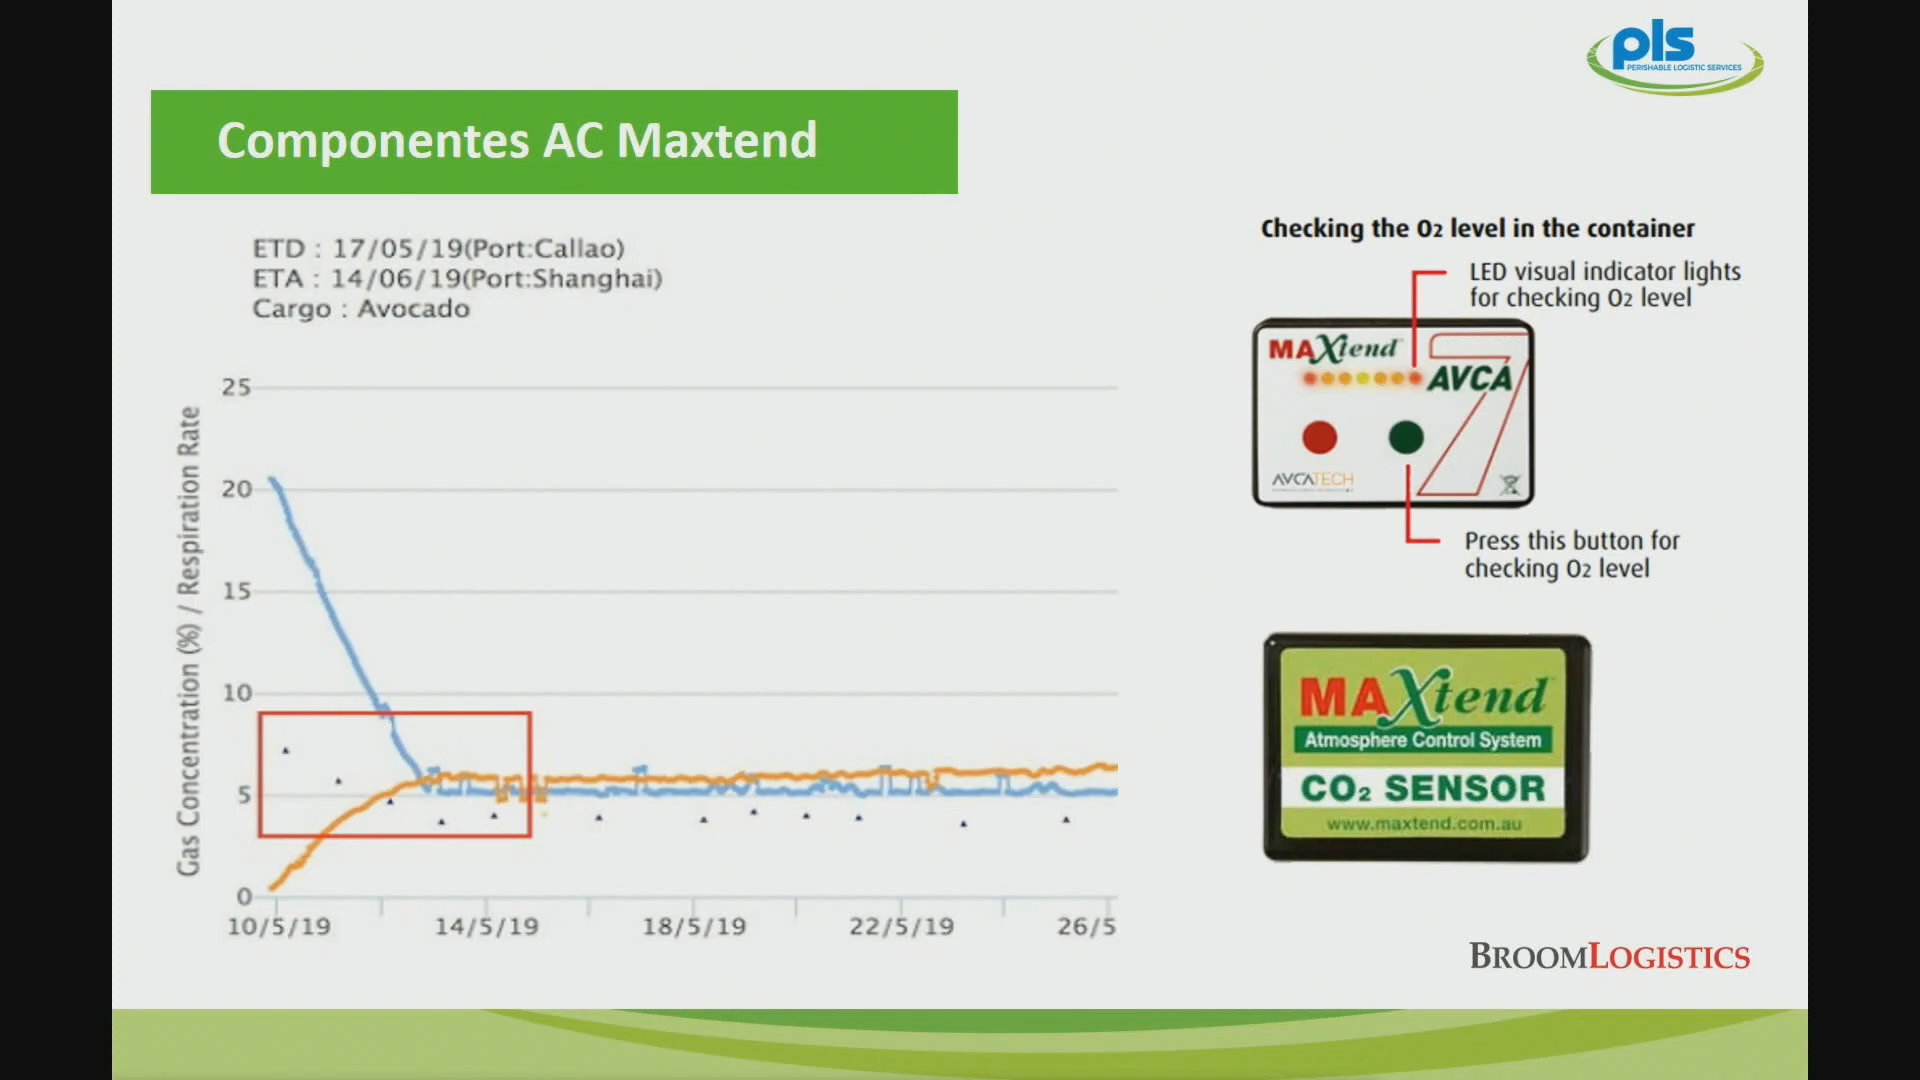 pls
PERISHABLE LOGISTIC SERVICES
Componentes AC Maxtend
ETD : 17/05/19(Port:Callao)
ETA : 14/06/19(Port:Shanghai)
Cargo : Avocado
Gas Concentration (%) / Respiration Rate
25
20
15
10
5
0
10/5/19 14/5/19 18/5/19 22/5/19 26/5
Checking the O2 level in the container
LED visual indicator lights
for checking O2 level
MAXtend
AVCA
7
AVCATECH
Press this button for
checking O2 level
MAXtend
Atmosphere Control System
CO2 SENSOR
www.maxtend.com.au
BROOMLOGISTICS